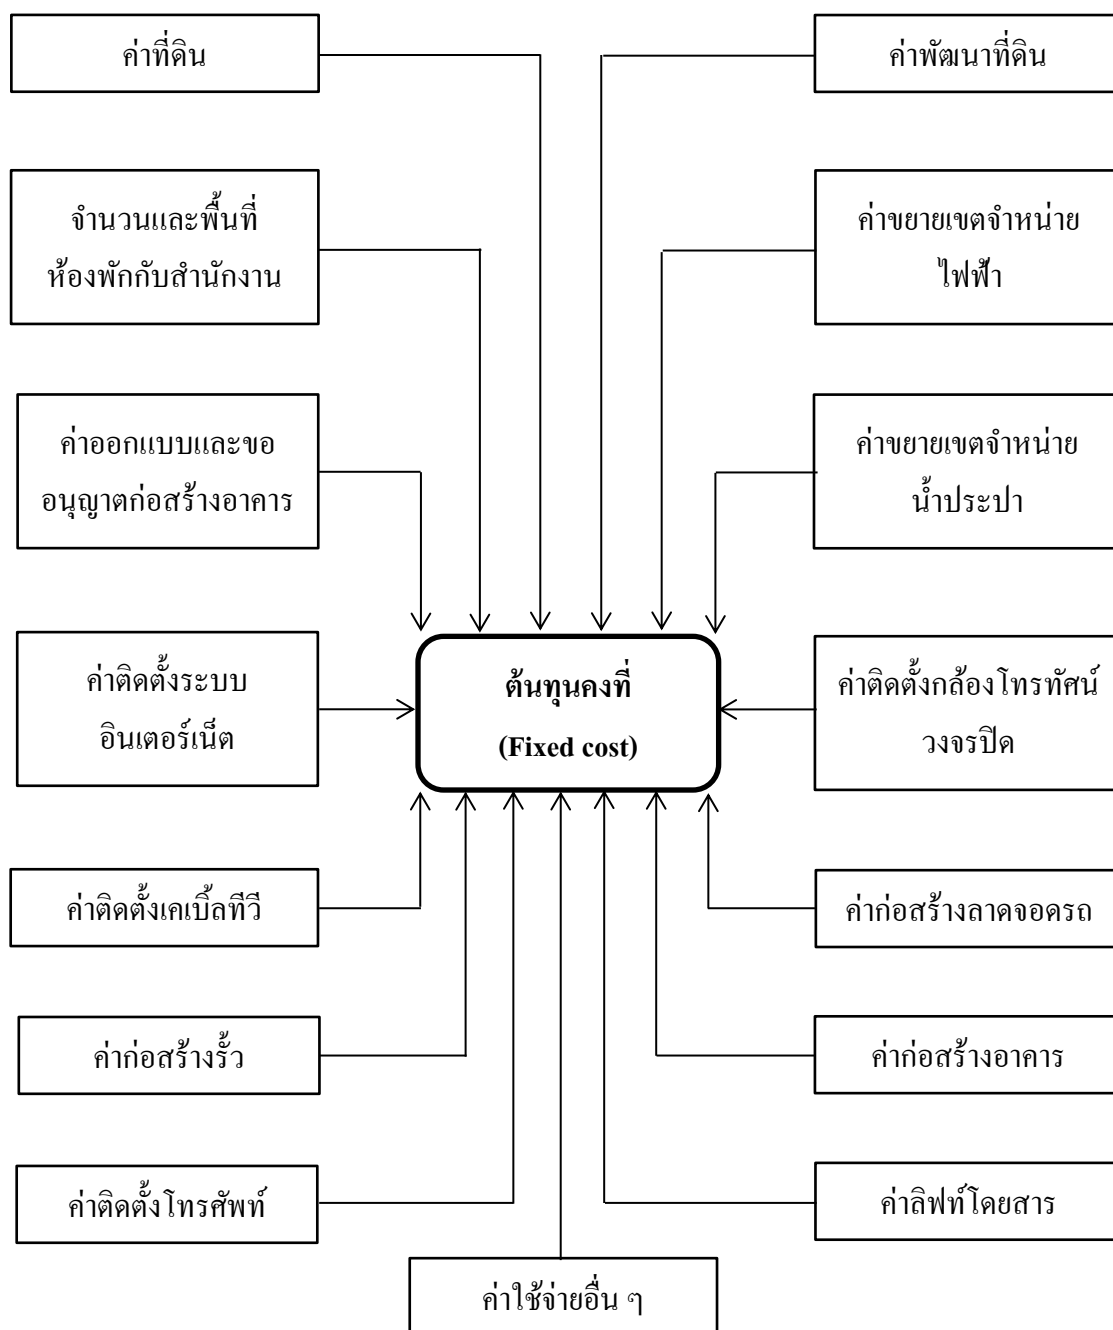 ค่าที่ดิน
ค่าพัฒนาที่ดิน
จำนวนและพื้นที่
ห้องพักกับสำนักงาน
ค่าขยายเขตจำหน่าย
ไฟฟ้า
ค่าออกแบบและขอ
อนุญาตก่อสร้างอาคาร
ค่าขยายเขตจำหน่าย
น้ำประปา
ค่าติดตั้งระบบ
อินเตอร์เน็ต
ต้นทุนคงที่
(Fixed cost)
ค่าติดตั้งกล้องโทรทัศน์
วงจรปิด
ค่าติดตั้งเคเบิ้ลทีวี
ค่าก่อสร้างลาดจอดรถ
ค่าก่อสร้างรั้ว
ค่าก่อสร้างอาคาร
ค่าติดตั้งโทรศัพท์
ค่าลิฟท์โดยสาร
ค่าใช้จ่ายอื่น ๆ